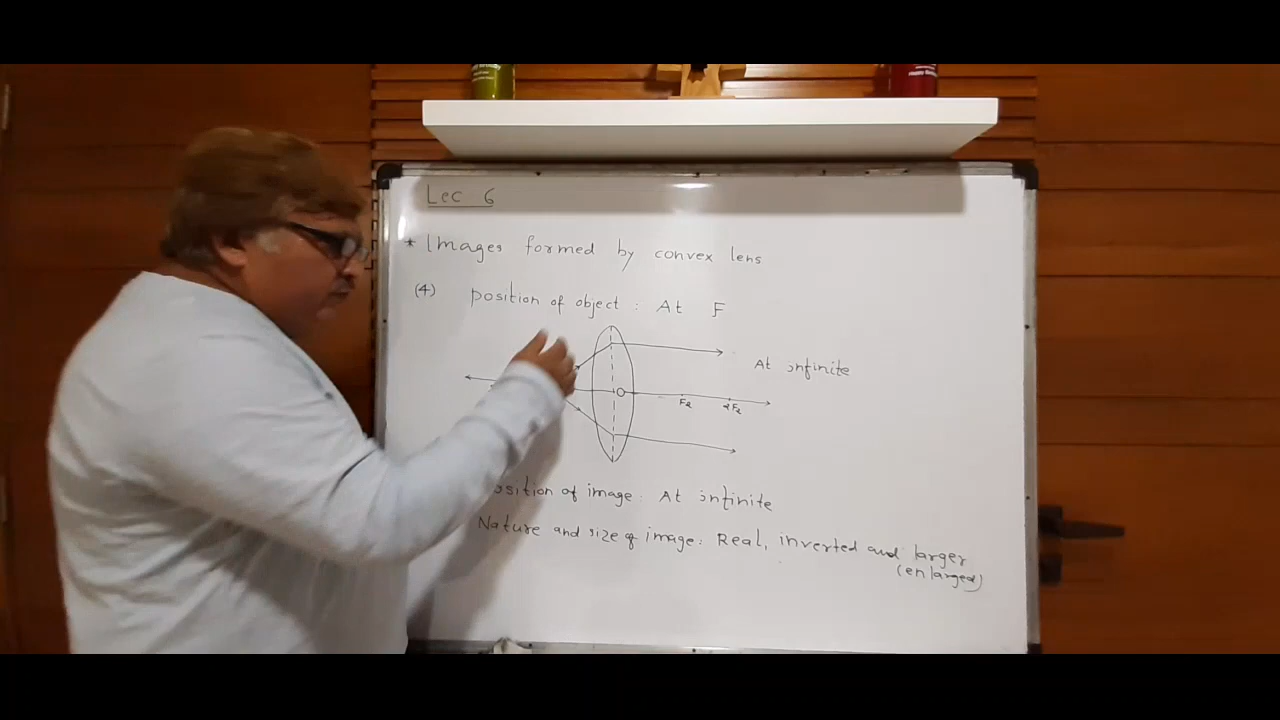 Lec 6
* Images formed by convex lens
(4) position of object : At F
At infinite
O F2 2F2
of image: At infinite
Nature and size of image: Real, inverted and larger
(enlarged)